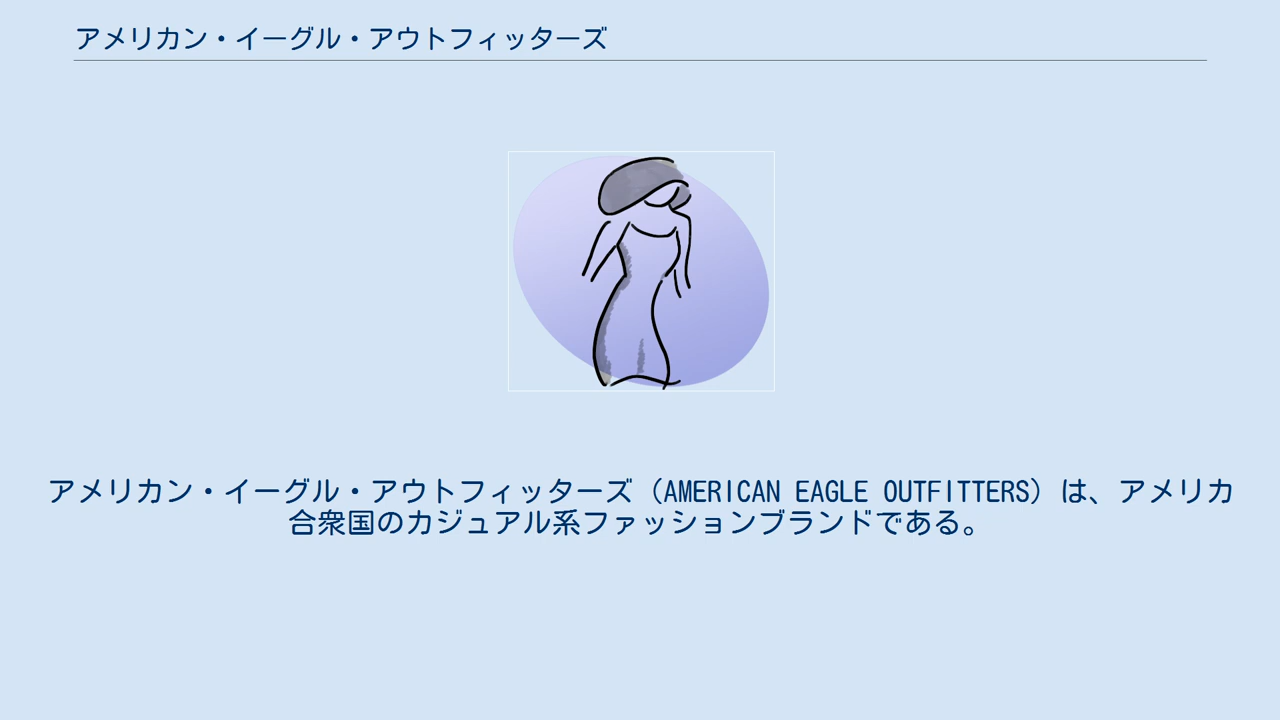 アメリカン・イーグル・アウトフィッターズ
アメリカン・イーグル・アウトフィッターズ（AMERICAN EAGLE OUTFITTERS）は、アメリカ
合衆国のカジュアル系ファッションブランドである。